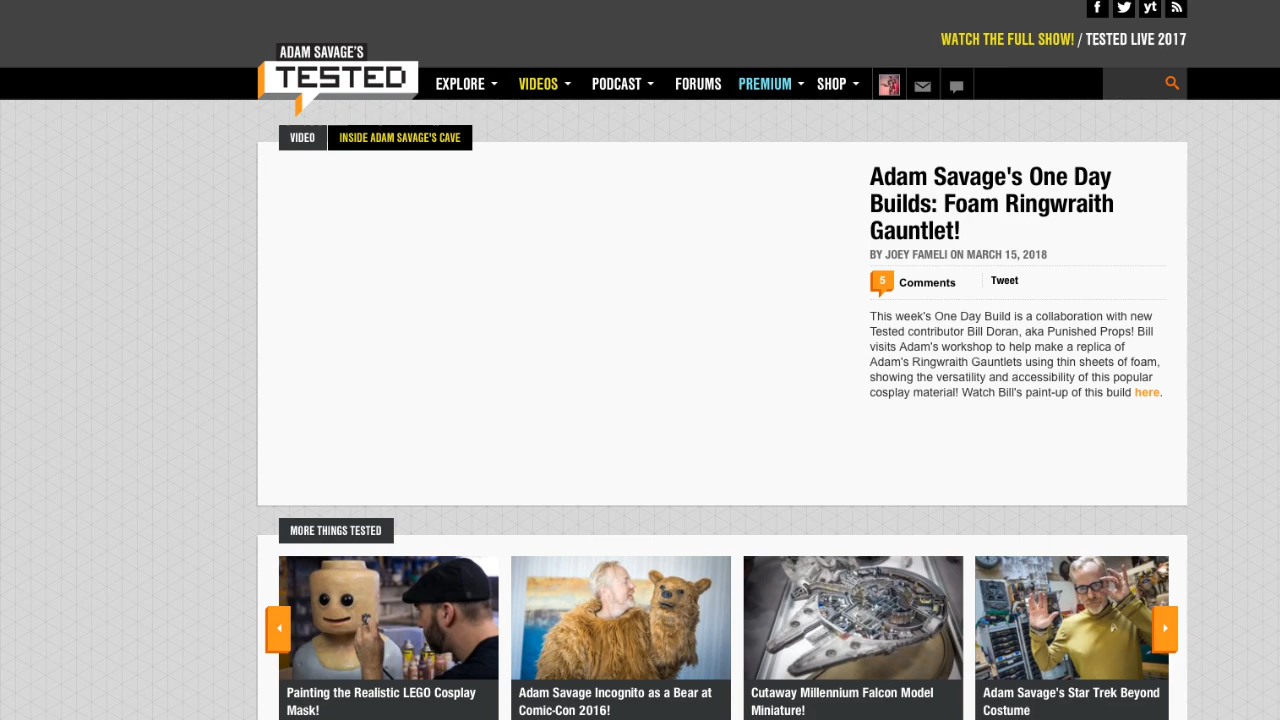 f
yt
WATCH THE FULL SHOW! / TESTED LIVE 2017
ADAM SAVAGE'S
TESTED
EXPLORE
VIDEOS
PODCAST
FORUMS
PREMIUM
SHOP
VIDEO
INSIDE ADAM SAVAGE'S CAVE
Adam Savage's One Day
Builds: Foam Ringwraith
Gauntlet!
BY JOEY FAMELI ON MARCH 15, 2018
5
Comments
Tweet
This week's One Day Build is a collaboration with new
Tested contributor Bill Doran, aka Punished Props! Bill
visits Adam's workshop to help make a replica of
Adam's Ringwraith Gauntlets using thin sheets of foam,
showing the versatility and accessibility of this popular
cosplay material! Watch Bill's paint-up of this build here.
MORE THINGS TESTED
Painting the Realistic LEGO Cosplay
Mask!
Adam Savage Incognito as a Bear at
Comic-Con 2016!
Cutaway Millennium Falcon Model
Miniature!
Adam Savage's Star Trek Beyond
Costume